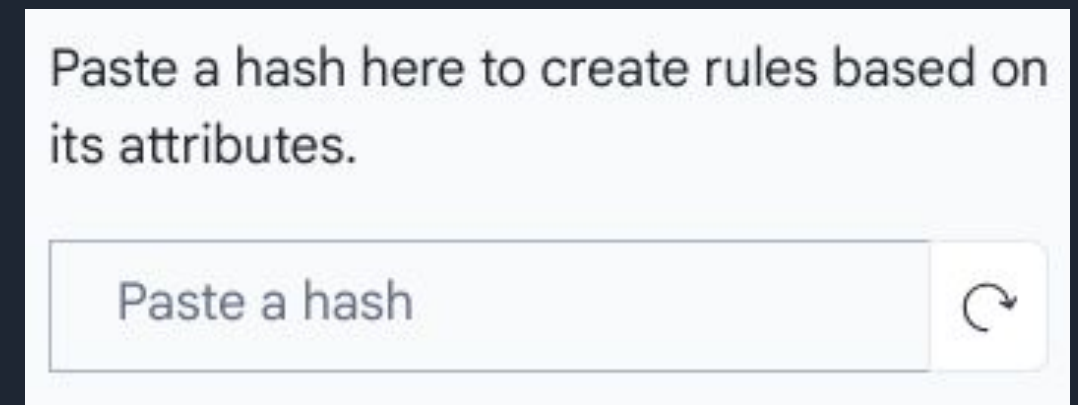 Paste a hash here to create rules based on
its attributes.
Paste a hash